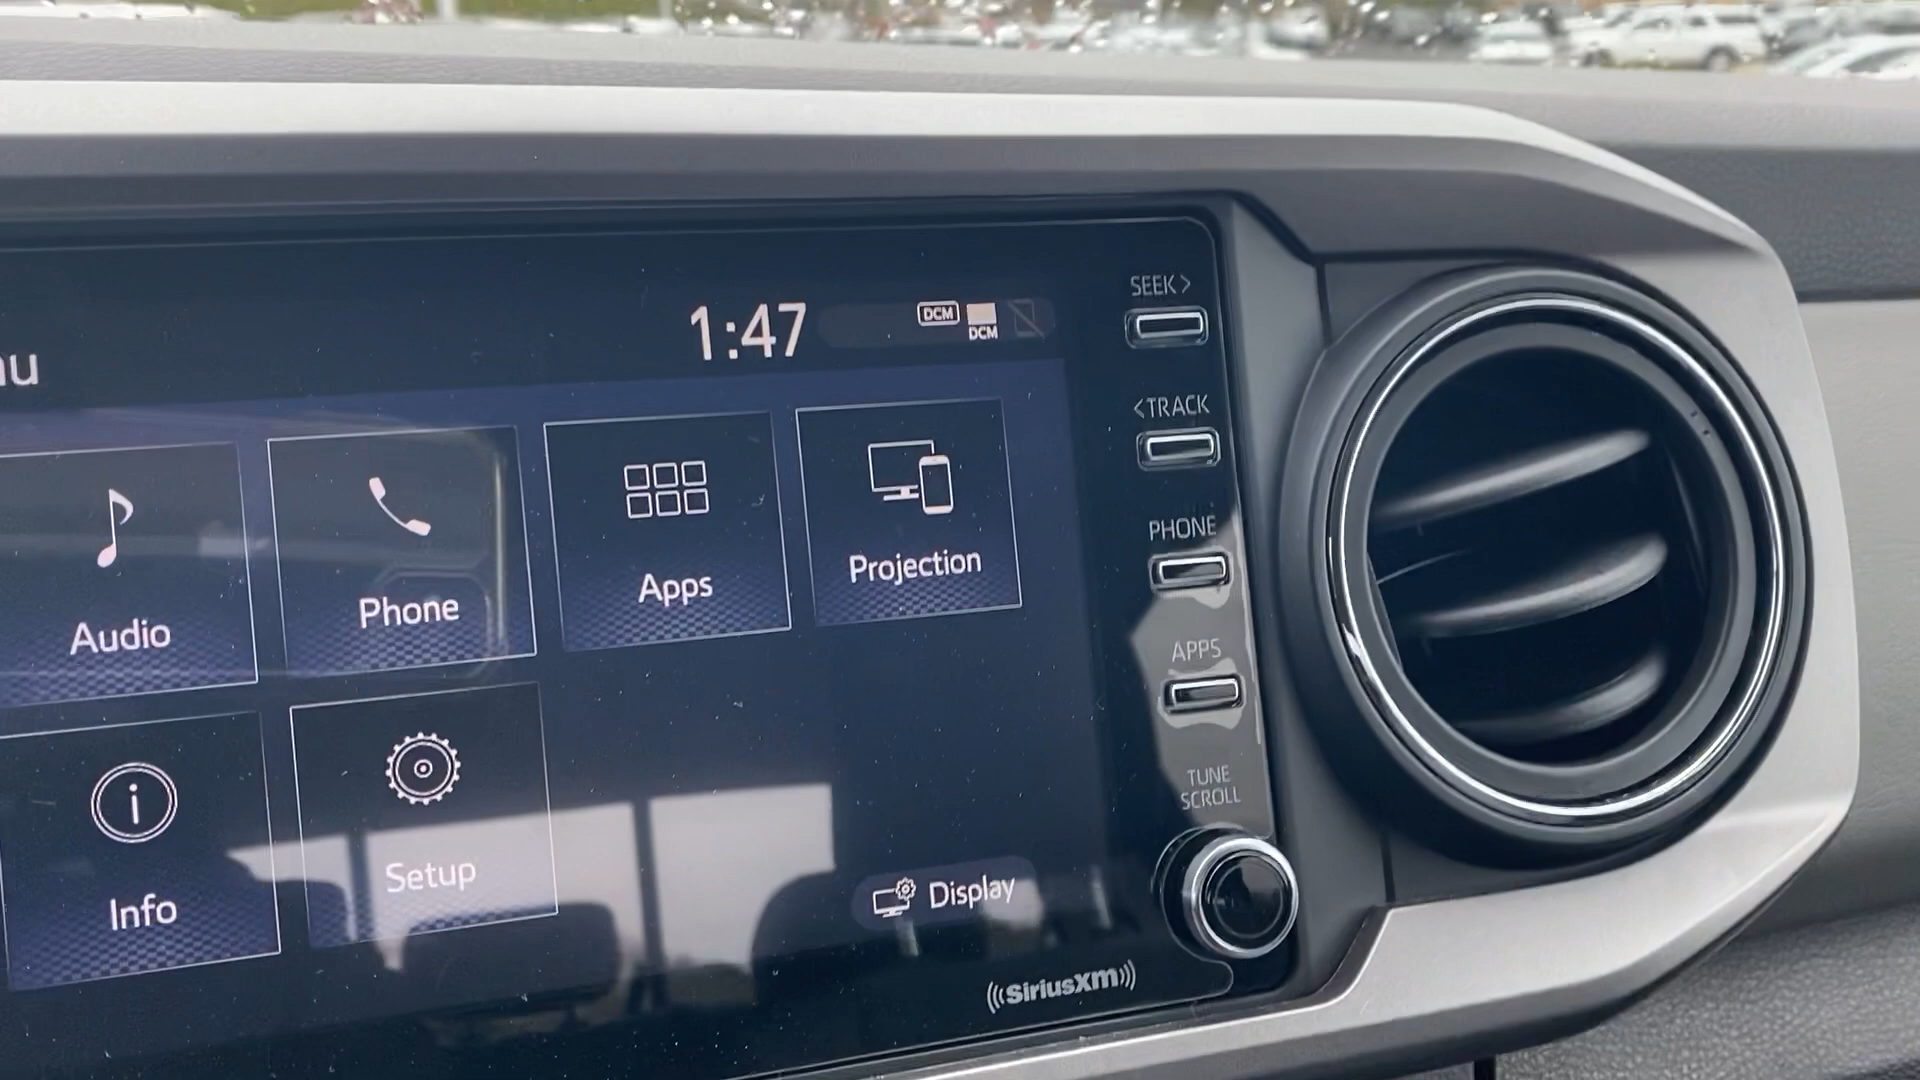 SEEK>
1:47
DCM
DCM
nu
<TRACK
Audio
Phone
Apps
Projection
PHONE
APPS
TUNE
SCROLL
Info
Setup
Display
SiriusXM